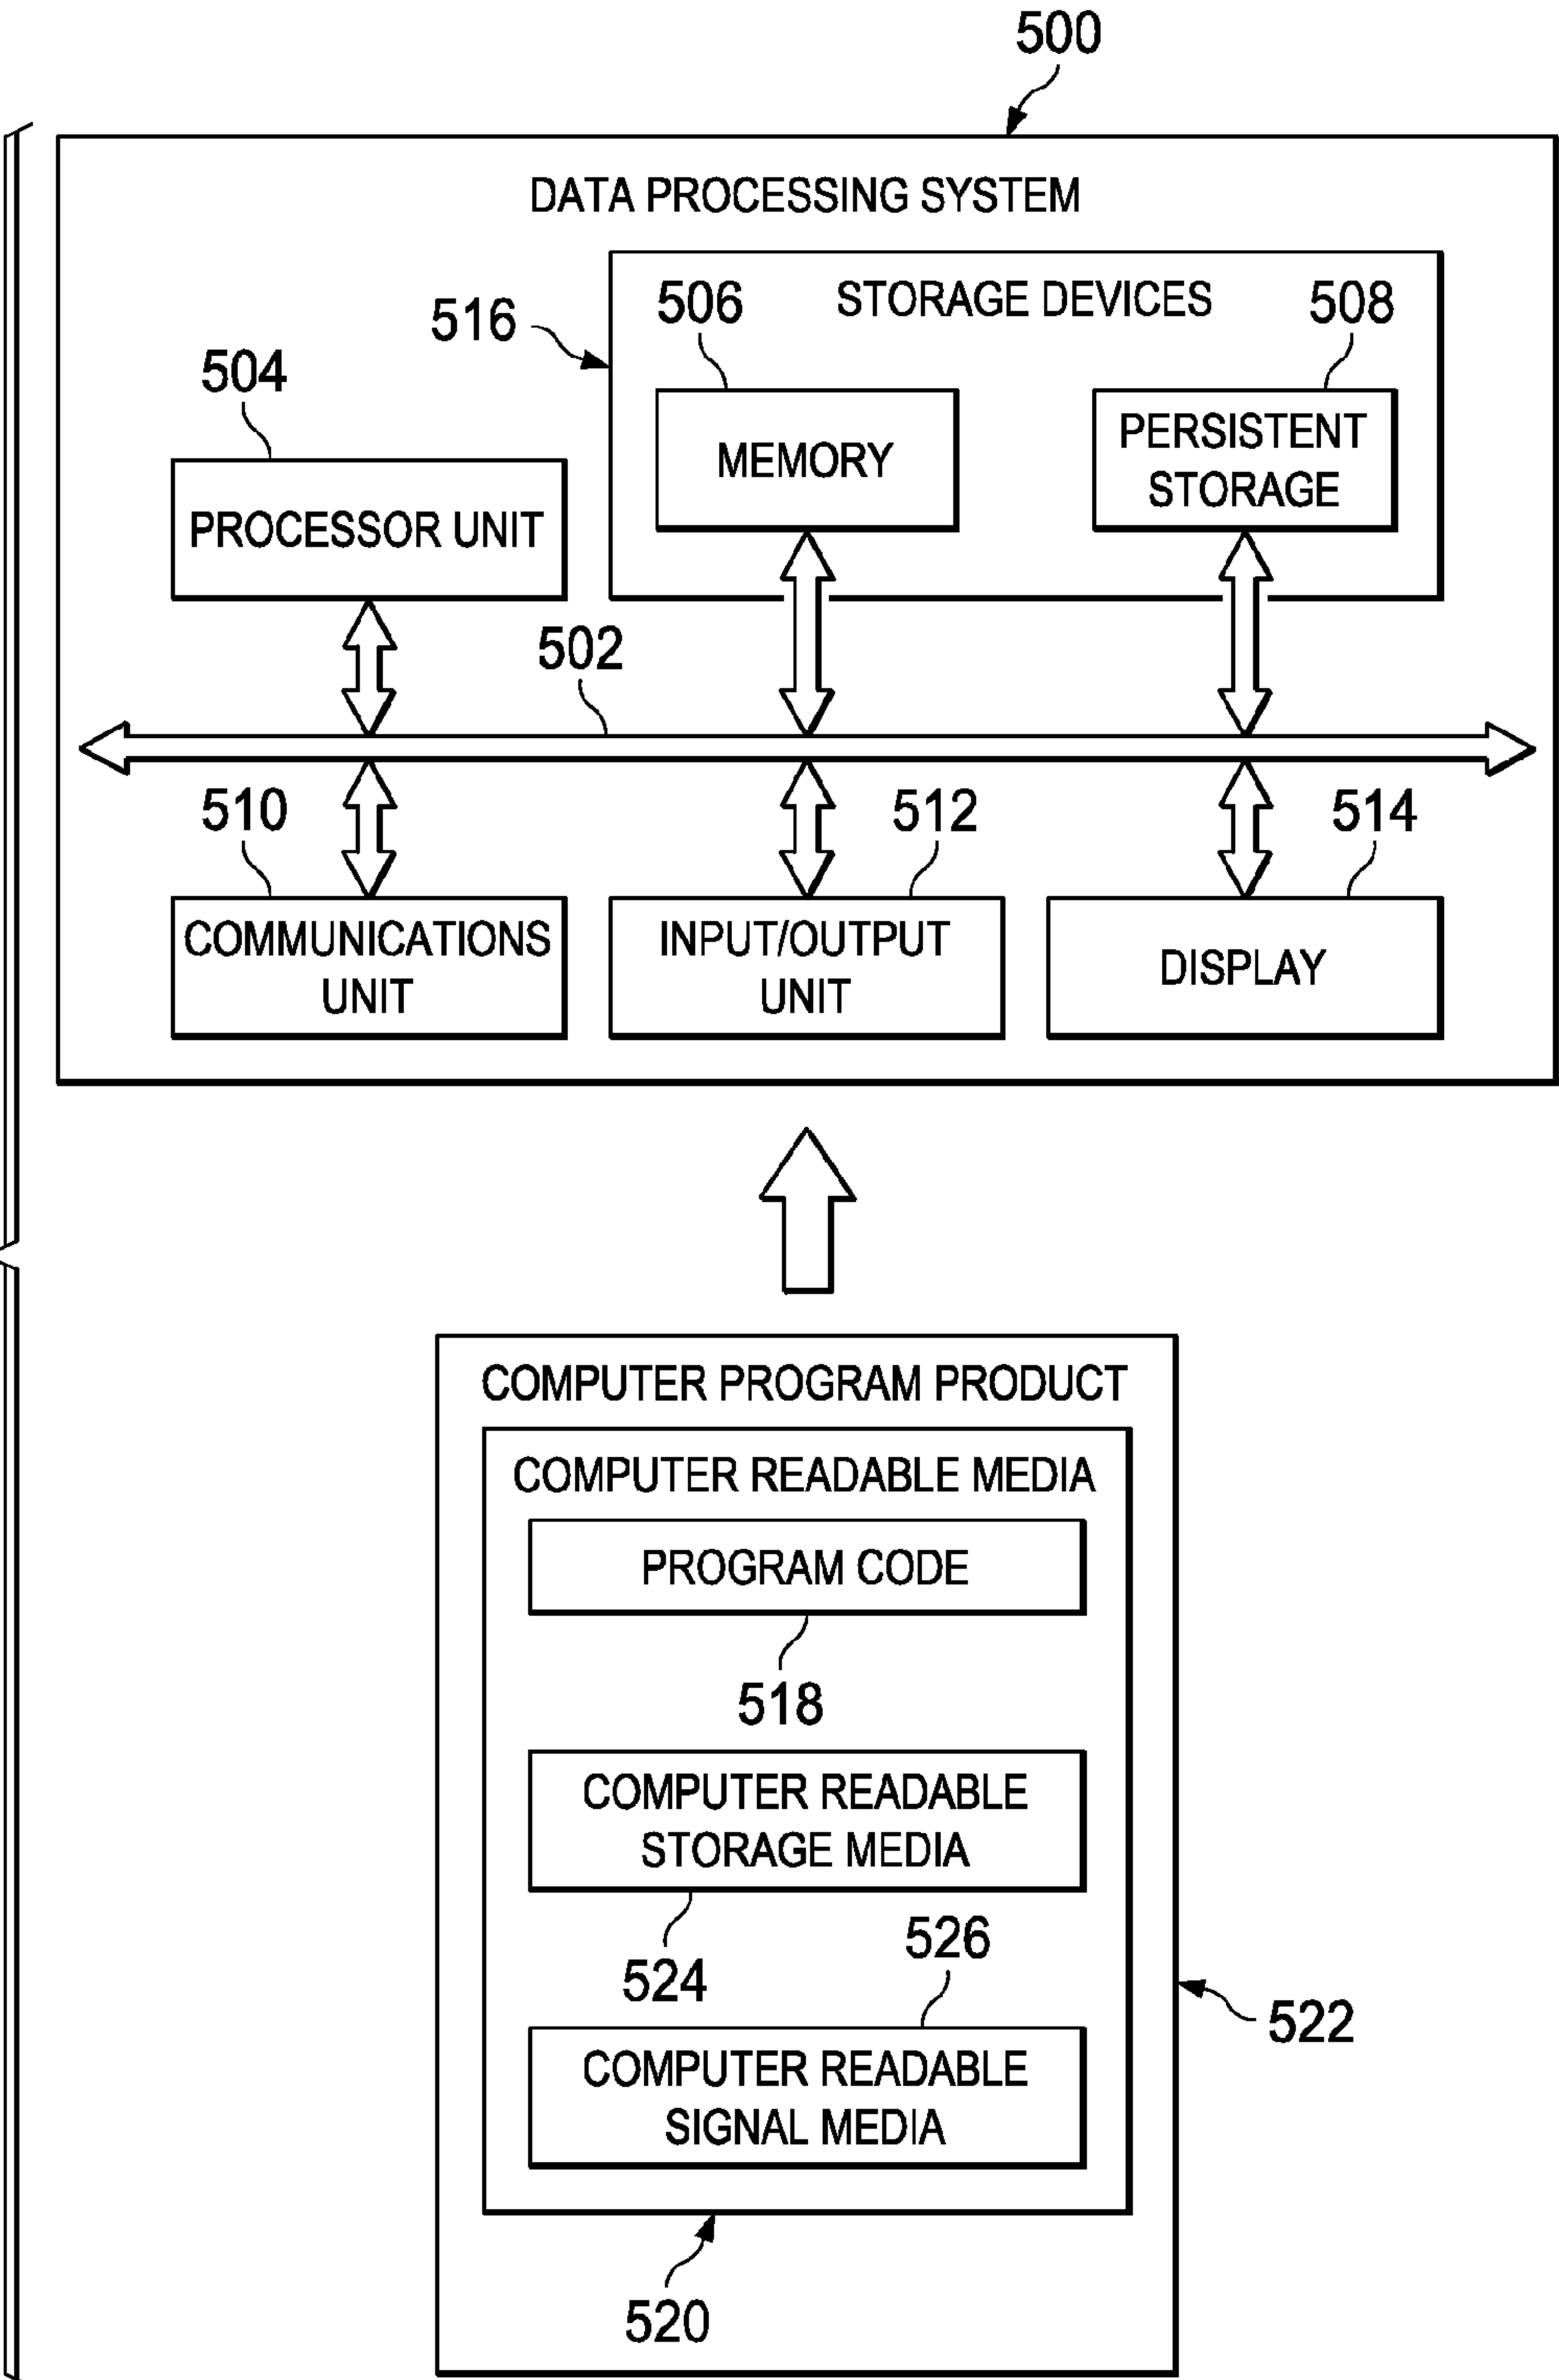 500
DATA PROCESSING SYSTEM
516
506
STORAGE DEVICES
508
504
MEMORY
PERSISTENT
STORAGE
PROCESSOR UNIT
502
510
512
514
COMMUNICATIONS
UNIT
INPUT/OUTPUT
UNIT
DISPLAY
COMPUTER PROGRAM PRODUCT
COMPUTER READABLE MEDIA
PROGRAM CODE
518
COMPUTER READABLE
STORAGE MEDIA
524
526
522
COMPUTER READABLE
SIGNAL MEDIA
520